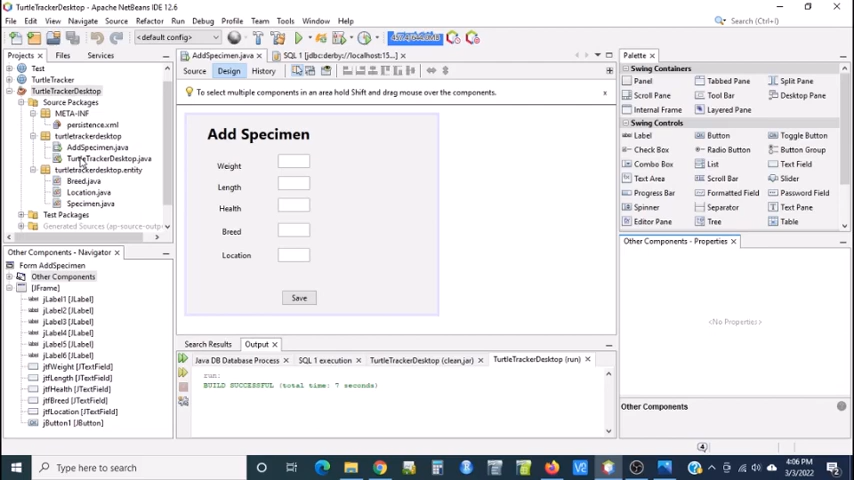 TurtleTrackerDesktop - Apache NetBeans IDE 12.6
File Edit View Navigate Source Refactor Run Debug Profile Team Tools Window Help
Search (Ctrl+I)
<default config>
Projects Files Services
Test
TurtleTracker
TurtleTrackerDesktop
Source Packages
META-INF
persistence.xml
turtletrackerdesktop
AddSpecimen.java
TurtleTrackerDesktop.java
turtletrackerdesktop.entity
Breed.java
Location.java
Specimen.java
Test Packages
Generated Sources (ap-source-outp
Other Components - Navigator
Form AddSpecimen
Other Components
[JFrame]
jLabel1 [JLabel]
jLabel2 [JLabel]
jLabel3 [JLabel]
jLabel4 [JLabel]
jLabel5 [JLabel]
jLabel6 [JLabel]
jtfWeight [JTextField]
jtfLength [JTextField]
jtfHealth [JTextField]
jtfBreed [JTextField]
jtfLocation [JTextField]
jButton1 [JButton]
AddSpecimen.java SQL 1 [jdbc:derby://localhost:15...]
Source Design History
To select multiple components in an area hold Shift and drag mouse over the components. x
Add Specimen
Weight
Length
Health
Breed
Location
Save
Search Results Output
Java DB Database Process SQL 1 execution TurtleTrackerDesktop (clean,jar) TurtleTrackerDesktop (run)
run:
BUILD SUCCESSFUL (total time: 7 seconds)
Palette
Swing Containers
Panel Tabbed Pane Split Pane
Scroll Pane Tool Bar Desktop Pane
Internal Frame Layered Pane
Swing Controls
Label Button Toggle Button
Check Box Radio Button Button Group
Combo Box List Text Field
Text Area Scroll Bar Slider
Progress Bar Formatted Field Password Field
Spinner Separator Text Pane
Editor Pane Tree Table
Other Components - Properties
<No Properties>
Other Components
4
Type here to search
4:06 PM
3/3/2022
2